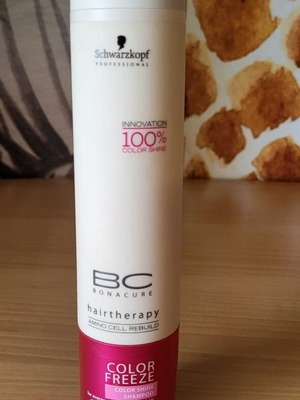 Schwarzkopf
PROFESSIONAL
INNOVATION
100%
COLOR SHINE
BC
BONACURE
hairtherapy
AMINO CELL REBUILD
COLOR
FREEZE
COLOR SHINE
SHAMPOO